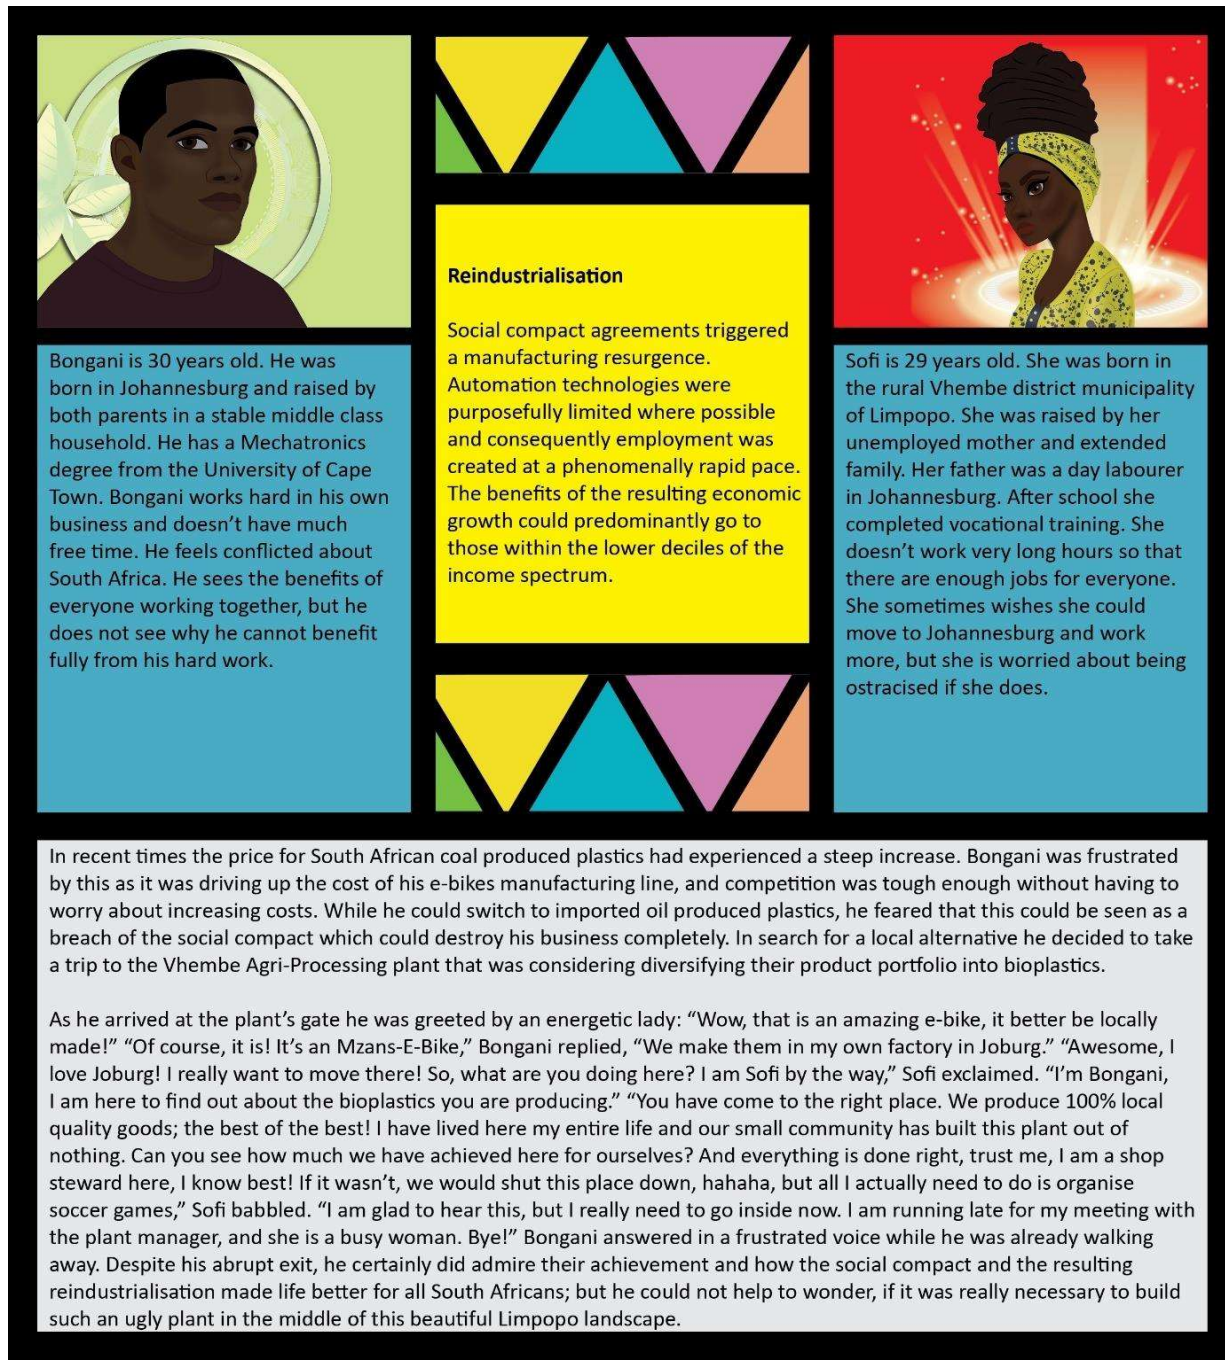 Bongani is 30 years old. He was
born in Johannesburg and raised by
both parents in a stable middle class
household. He has a Mechatronics
degree from the University of Cape
Town. Bongani works hard in his own
business and doesn’t have much
free time. He feels conflicted about
South Africa. He sees the benefits of
everyone working together, but he
does not see why he cannot benefit
fully from his hard work.
Reindustrialisation
Social compact agreements triggered
a manufacturing resurgence.
Automation technologies were
purposefully limited where possible
and consequently employment was
created at a phenomenally rapid pace.
The benefits of the resulting economic
growth could predominantly go to
those within the lower deciles of the
income spectrum.
Sofi is 29 years old. She was born in
the rural Vhembe district municipality
of Limpopo. She was raised by her
unemployed mother and extended
family. Her father was a day labourer
in Johannesburg. After school she
completed vocational training. She
doesn’t work very long hours so that
there are enough jobs for everyone.
She sometimes wishes she could
move to Johannesburg and work
more, but she is worried about being
ostracised if she does.
In recent times the price for South African coal produced plastics had experienced a steep increase. Bongani was frustrated
by this as it was driving up the cost of his e-bikes manufacturing line, and competition was tough enough without having to
worry about increasing costs. While he could switch to imported oil produced plastics, he feared that this could be seen as a
breach of the social compact which could destroy his business completely. In search for a local alternative he decided to take
a trip to the Vhembe Agri-Processing plant that was considering diversifying their product portfolio into bioplastics.
As he arrived at the plant’s gate he was greeted by an energetic lady: “Wow, that is an amazing e-bike, it better be locally
made!” “Of course, it is! It’s an Mzans-E-Bike,” Bongani replied, “We make them in my own factory in Joburg.” “Awesome, I
love Joburg! I really want to move there! So, what are you doing here? I am Sofi by the way,” Sofi exclaimed. “I’m Bongani,
I am here to find out about the bioplastics you are producing.” “You have come to the right place. We produce 100% local
quality goods; the best of the best! I have lived here my entire life and our small community has built this plant out of
nothing. Can you see how much we have achieved here for ourselves? And everything is done right, trust me, I am a shop
steward here, I know best! If it wasn’t, we would shut this place down, hahaha, but all I actually need to do is organise
soccer games,” Sofi babbled. “I am glad to hear this, but I really need to go inside now. I am running late for my meeting with
the plant manager, and she is a busy woman. Bye!” Bongani answered in a frustrated voice while he was already walking
away. Despite his abrupt exit, he certainly did admire their achievement and how the social compact and the resulting
reindustrialisation made life better for all South Africans; but he could not help to wonder, if it was really necessary to build
such an ugly plant in the middle of this beautiful Limpopo landscape.